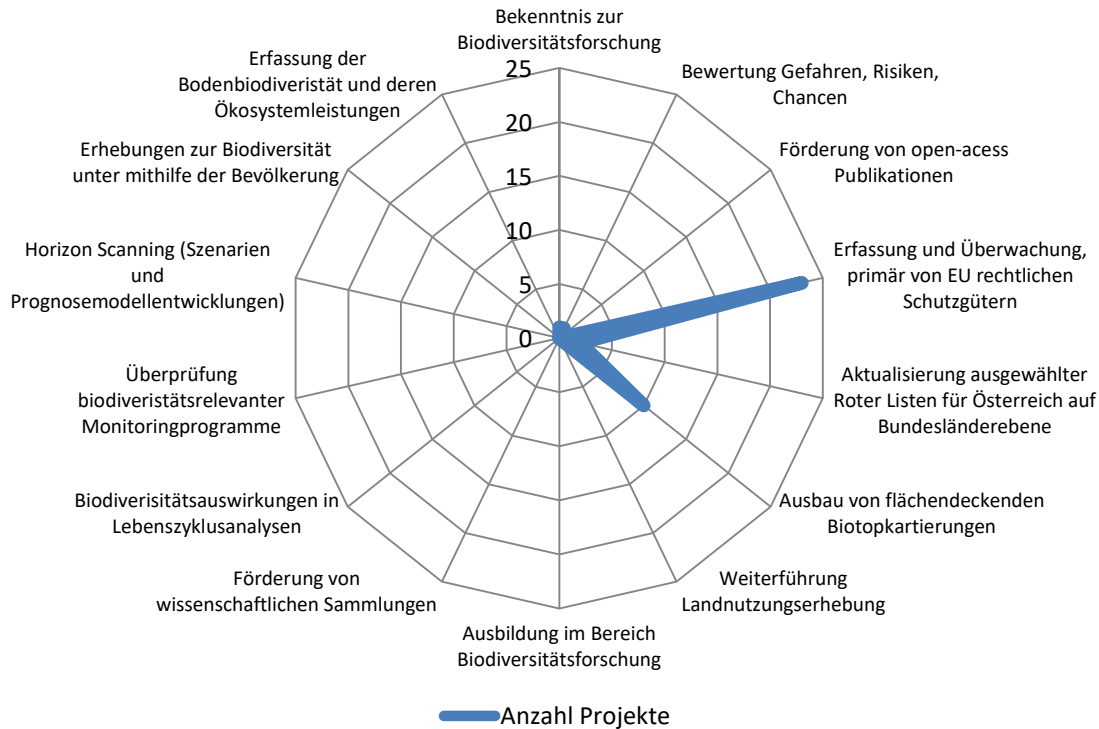 Bekenntnis zur
Biodiversitätsforschung
Bewertung Gefahren, Risiken,
Chancen
Förderung von open-acess
Publikationen
Erfassung und Überwachung,
primär von EU rechtlichen
Schutzgütern
Aktualisierung ausgewählter
Roter Listen für Österreich auf
Bundesländerebene
Ausbau von flächendeckenden
Biotopkartierungen
Weiterführung
Landnutzungserhebung
Ausbildung im Bereich
Biodiversitätsforschung
Förderung von
wissenschaftlichen Sammlungen
Biodiverisitätsauswirkungen in
Lebenszyklusanalysen
Überprüfung
biodiveristätsrelevanter
Monitoringprogramme
Horizon Scanning (Szenarien
und
Prognosemodellentwicklungen)
Erhebungen zur Biodiversität
unter mithilfe der Bevölkerung
Erfassung der
Bodenbiodiveristät und deren
Ökosystemleistungen
25
20
15
10
5
0
Anzahl Projekte